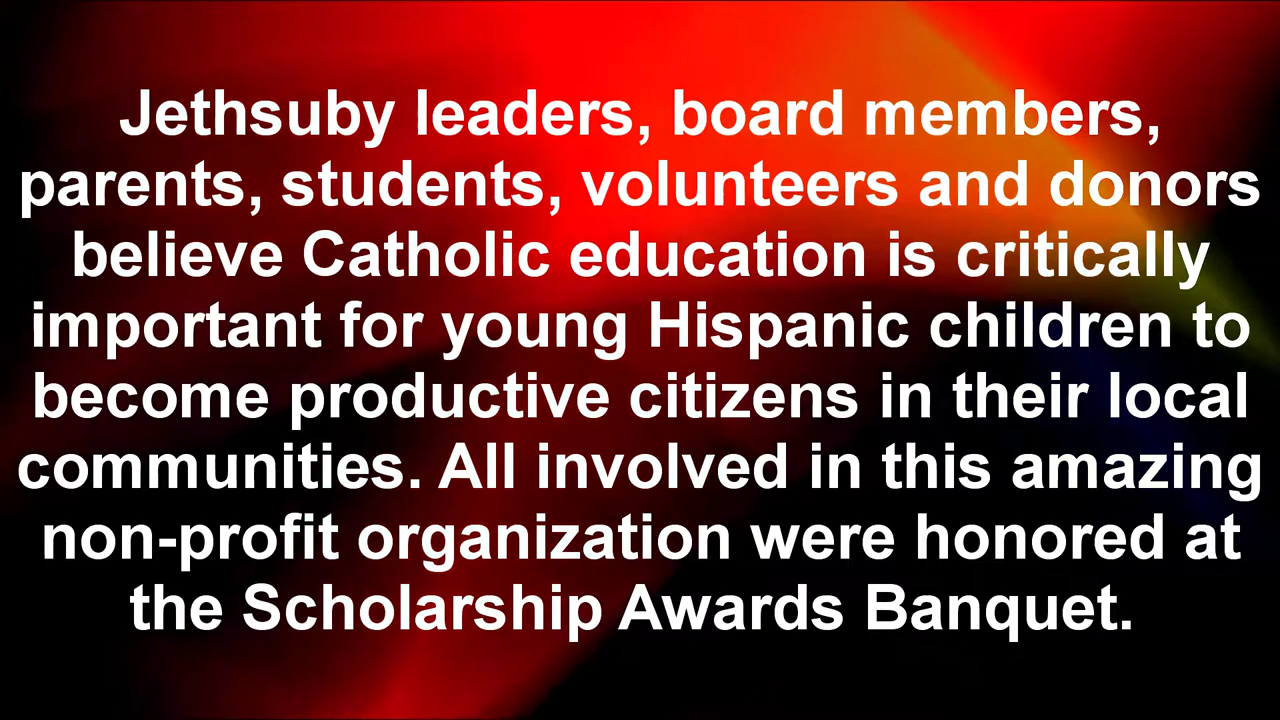 Jethsuby leaders, board members,
parents, students, volunteers and donors
believe Catholic education is critically
important for young Hispanic children to
become productive citizens in their local
communities. All involved in this amazing
non-profit organization were honored at
the Scholarship Awards Banquet.